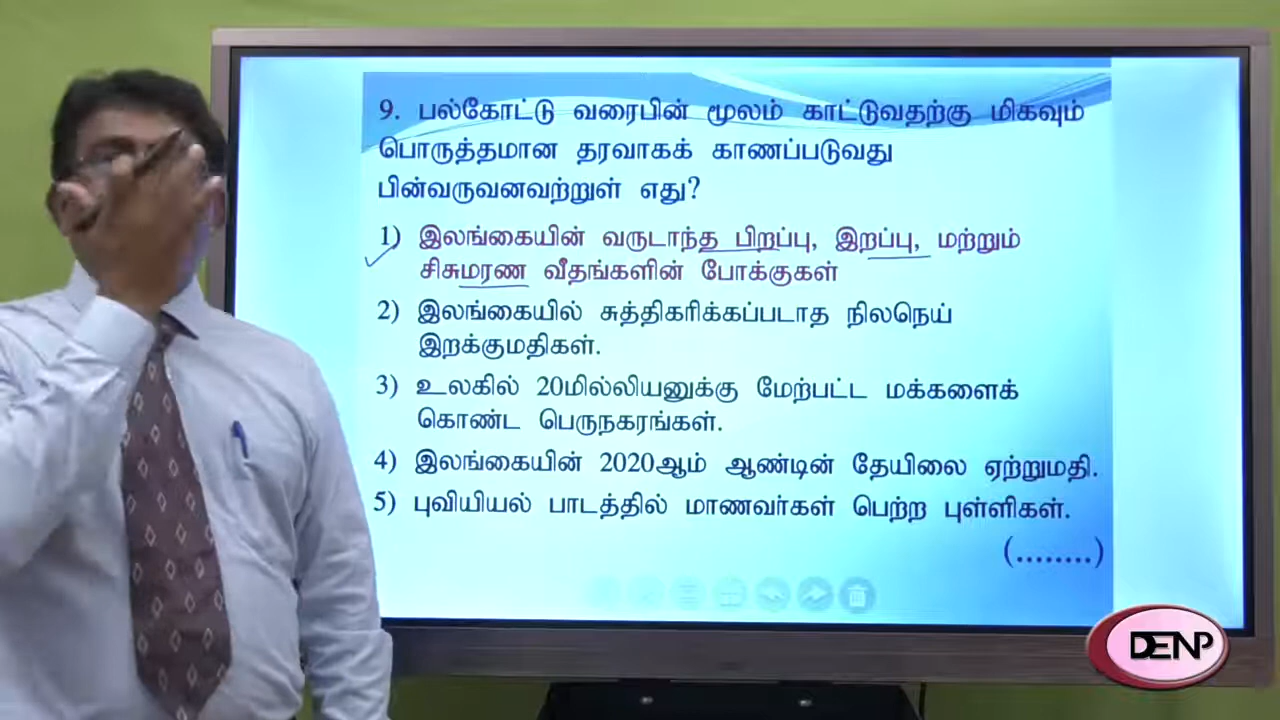 9. பல்கோட்டு வரைபின் மூலம் காட்டுவதற்கு மிகவும்
பொருத்தமான தரவாகக் காணப்படுவது
பின்வருவனவற்றுள் எது?
1) இலங்கையின் வருடாந்த பிறப்பு, இறப்பு, மற்றும்
சிசுமரண வீதங்களின் போக்குகள்
2) இலங்கையில் சுத்திகரிக்கப்படாத நிலநெய்
இறக்குமதிகள்.
3) உலகில் 20மில்லியனுக்கு மேற்பட்ட மக்களைக்
கொண்ட பெருநகரங்கள்.
4) இலங்கையின் 2020ஆம் ஆண்டின் தேயிலை ஏற்றுமதி.
5) புவியியல் பாடத்தில் மாணவர்கள் பெற்ற புள்ளிகள்.
(........)
DENP